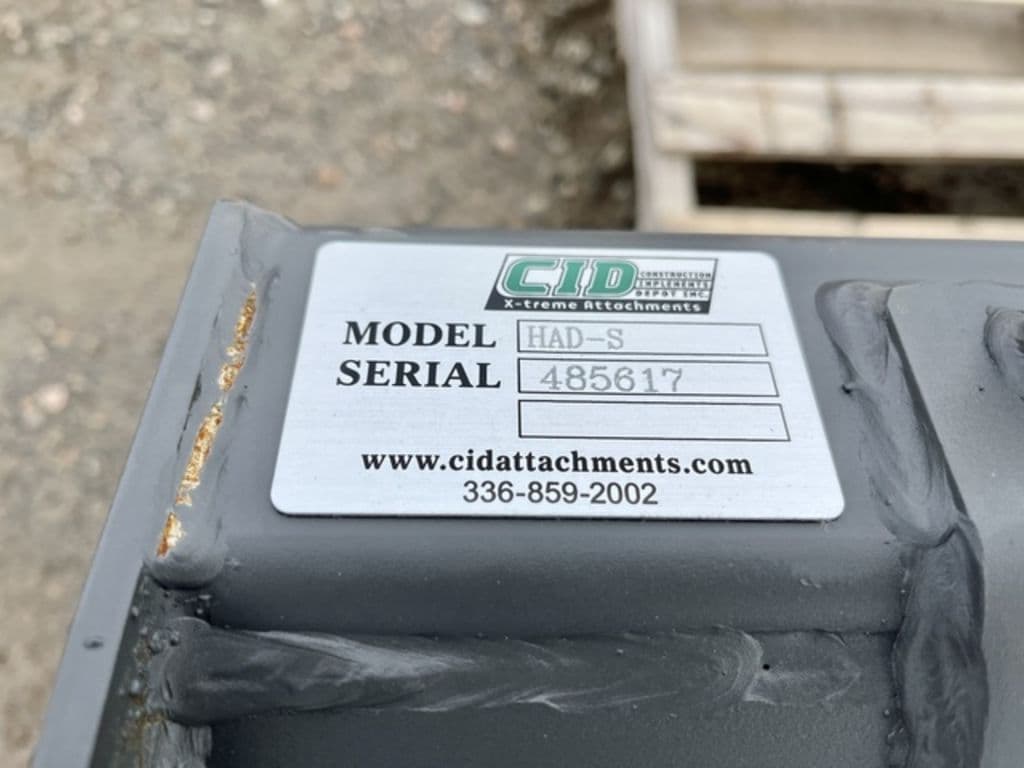 CID CONSTRUCTION
IMPLEMENTS
DEPOT INC.
X-treme Attachments
MODEL HAD-S
SERIAL 485617
www.cidattachments.com
336-859-2002